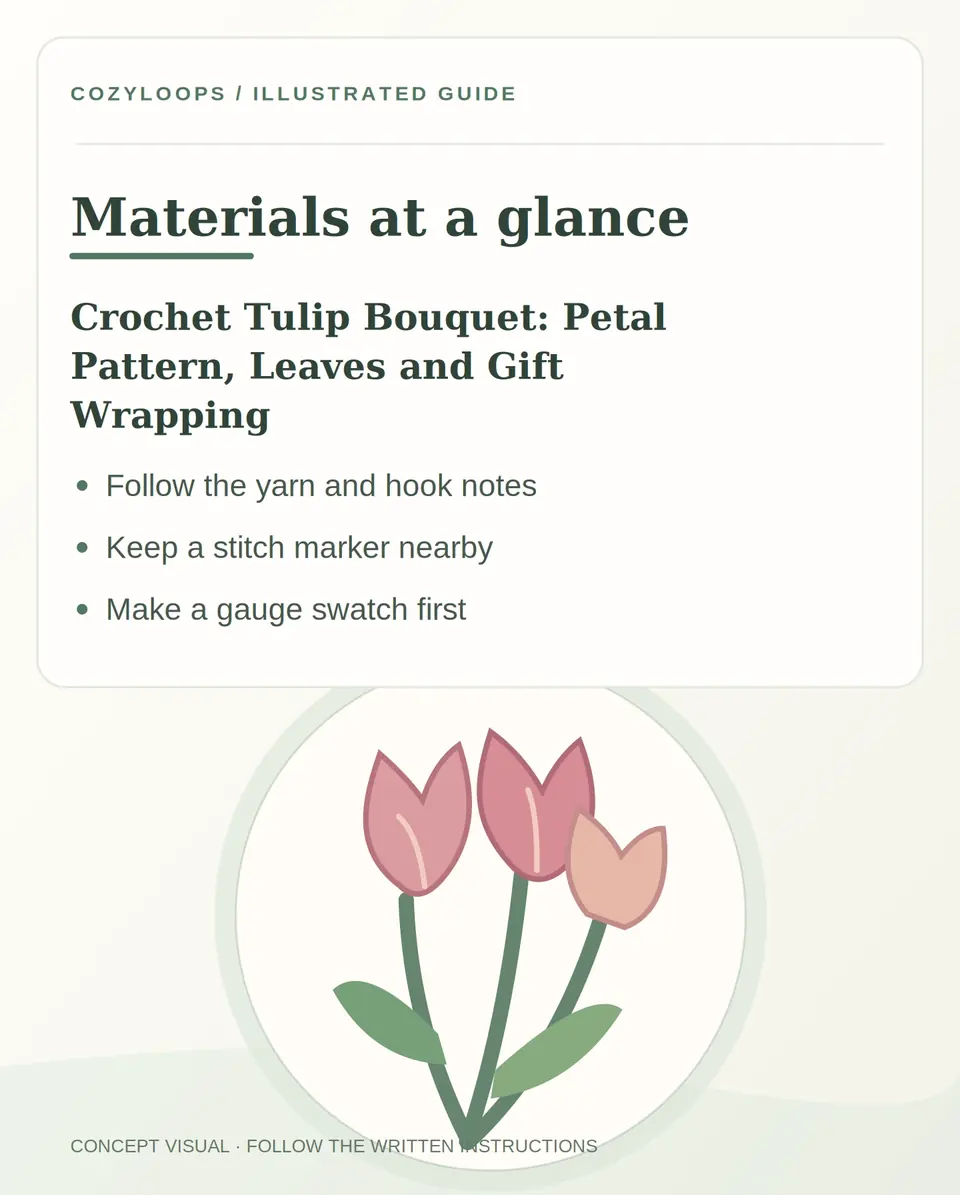 COZYLOOPS / ILLUSTRATED GUIDE
Materials at a glance
Crochet Tulip Bouquet: Petal
Pattern, Leaves and Gift
Wrapping
• Follow the yarn and hook notes
• Keep a stitch marker nearby
• Make a gauge swatch first
CONCEPT VISUAL · FOLLOW THE WRITTEN INSTRUCTIONS